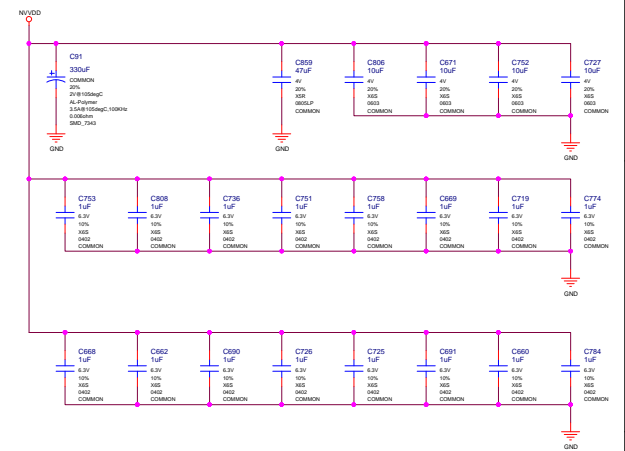 NVVDD
C91
330uF
COMMON
20%
2V@105degC
AL-Polymer
3.5A@105degC,100KHz
0.008ohm
SMD_7343
GND
C859
47uF
4V
20%
X5R
0805LP
COMMON
GND
C806
10uF
4V
20%
X6S
0603
COMMON
C671
10uF
4V
20%
X6S
0603
COMMON
C752
10uF
4V
20%
X6S
0603
COMMON
C727
10uF
4V
20%
X6S
0603
COMMON
GND
C753
1uF
6.3V
10%
X6S
0402
COMMON
C808
1uF
6.3V
10%
X6S
0402
COMMON
C736
1uF
6.3V
10%
X6S
0402
COMMON
C751
1uF
6.3V
10%
X6S
0402
COMMON
C758
1uF
6.3V
10%
X6S
0402
COMMON
C669
1uF
6.3V
10%
X6S
0402
COMMON
C719
1uF
6.3V
10%
X6S
0402
COMMON
C774
1uF
6.3V
10%
X6S
0402
COMMON
GND
C668
1uF
6.3V
10%
X6S
0402
COMMON
C662
1uF
6.3V
10%
X6S
0402
COMMON
C690
1uF
6.3V
10%
X6S
0402
COMMON
C726
1uF
6.3V
10%
X6S
0402
COMMON
C725
1uF
6.3V
10%
X6S
0402
COMMON
C691
1uF
6.3V
10%
X6S
0402
COMMON
C660
1uF
6.3V
10%
X6S
0402
COMMON
C784
1uF
6.3V
10%
X6S
0402
COMMON
GND